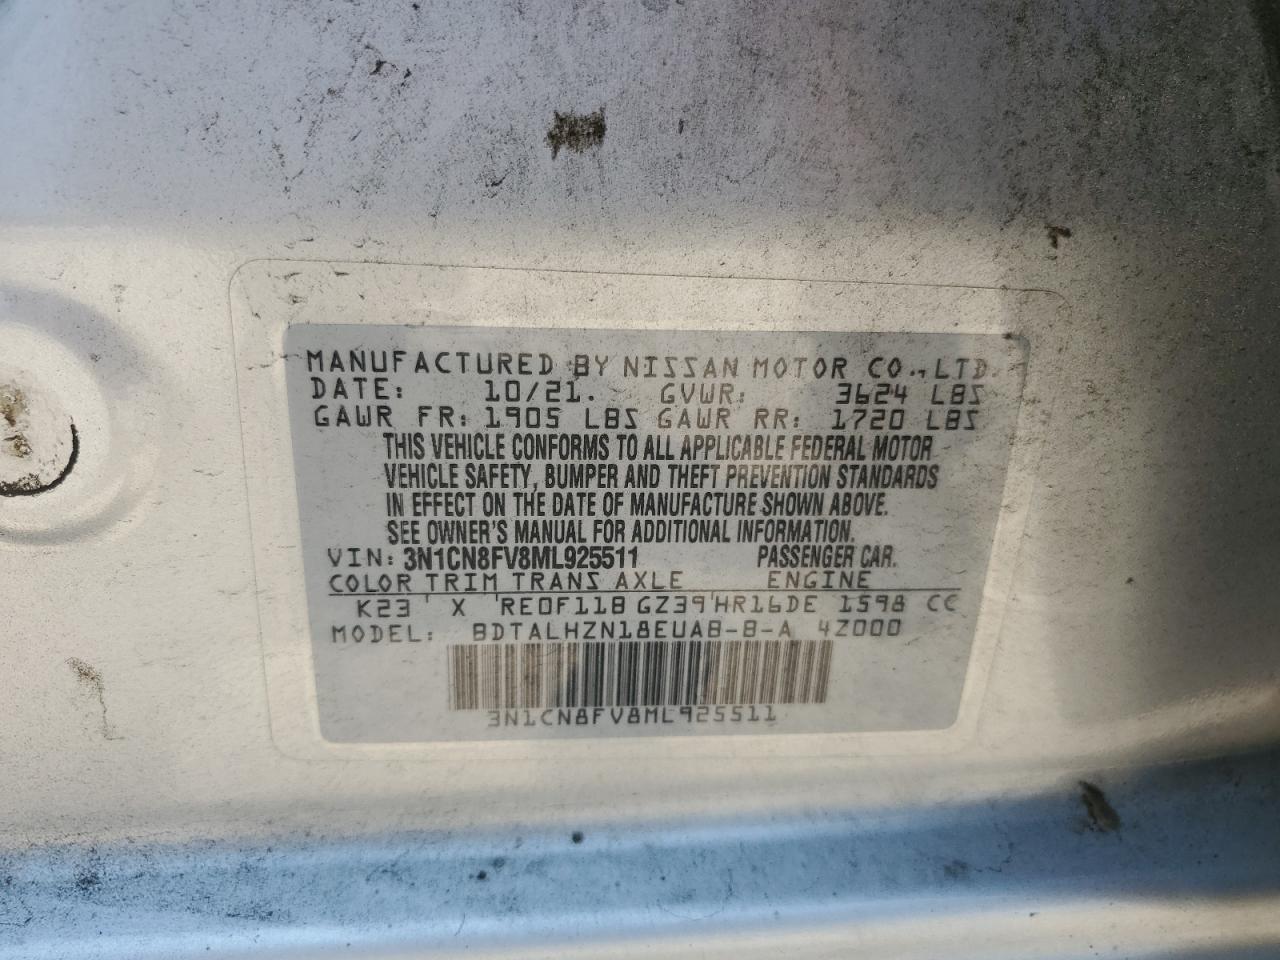 MANUFACTURED BY NISSAN MOTOR CO., LTD.
DATE: 10/21. GVWR: 3624 LBS
GAWR FR: 1905 LBS GAWR RR: 1720 LBS
THIS VEHICLE CONFORMS TO ALL APPLICABLE FEDERAL MOTOR
VEHICLE SAFETY, BUMPER AND THEFT PREVENTION STANDARDS
IN EFFECT ON THE DATE OF MANUFACTURE SHOWN ABOVE.
SEE OWNER'S MANUAL FOR ADDITIONAL INFORMATION.
VIN: 3N1CN8FV8ML925511 PASSENGER CAR.
COLOR TRIM TRANS AXLE ENGINE
K23 X RE0F11B GZ39 HR16DE 1598 CC
MODEL: BDTALHZN18EUAB-B-A 4Z000
3N1CN8FV8ML925511